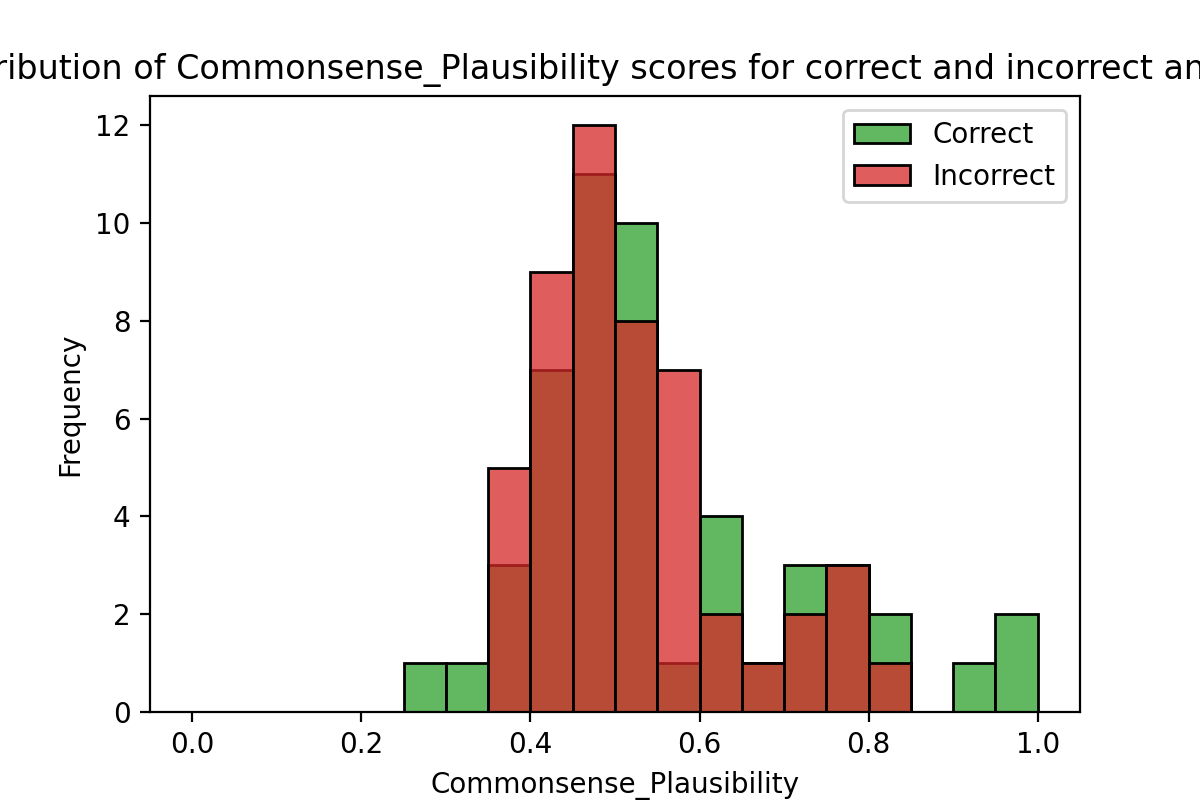 ribution of Commonsense_Plausibility scores for correct and incorrect an
Correct
Incorrect
12
10
8
6
4
2
0
Frequency
0.0 0.2 0.4 0.6 0.8 1.0
Commonsense_Plausibility